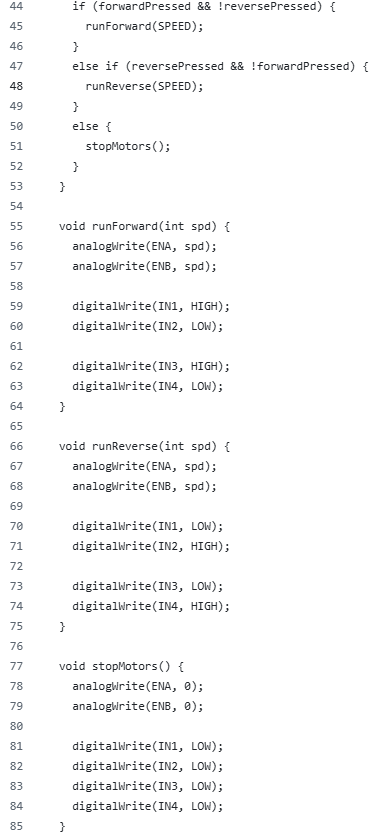 44 if (forwardPressed && !reversePressed) {
45 runForward(SPEED);
46 }
47 else if (reversePressed && !forwardPressed) {
48 runReverse(SPEED);
49 }
50 else {
51 stopMotors();
52 }
53 }
54
55 void runForward(int spd) {
56 analogWrite(ENA, spd);
57 analogWrite(ENB, spd);
58
59 digitalWrite(IN1, HIGH);
60 digitalWrite(IN2, LOW);
61
62 digitalWrite(IN3, HIGH);
63 digitalWrite(IN4, LOW);
64 }
65
66 void runReverse(int spd) {
67 analogWrite(ENA, spd);
68 analogWrite(ENB, spd);
69
70 digitalWrite(IN1, LOW);
71 digitalWrite(IN2, HIGH);
72
73 digitalWrite(IN3, LOW);
74 digitalWrite(IN4, HIGH);
75 }
76
77 void stopMotors() {
78 analogWrite(ENA, 0);
79 analogWrite(ENB, 0);
80
81 digitalWrite(IN1, LOW);
82 digitalWrite(IN2, LOW);
83 digitalWrite(IN3, LOW);
84 digitalWrite(IN4, LOW);
85 }